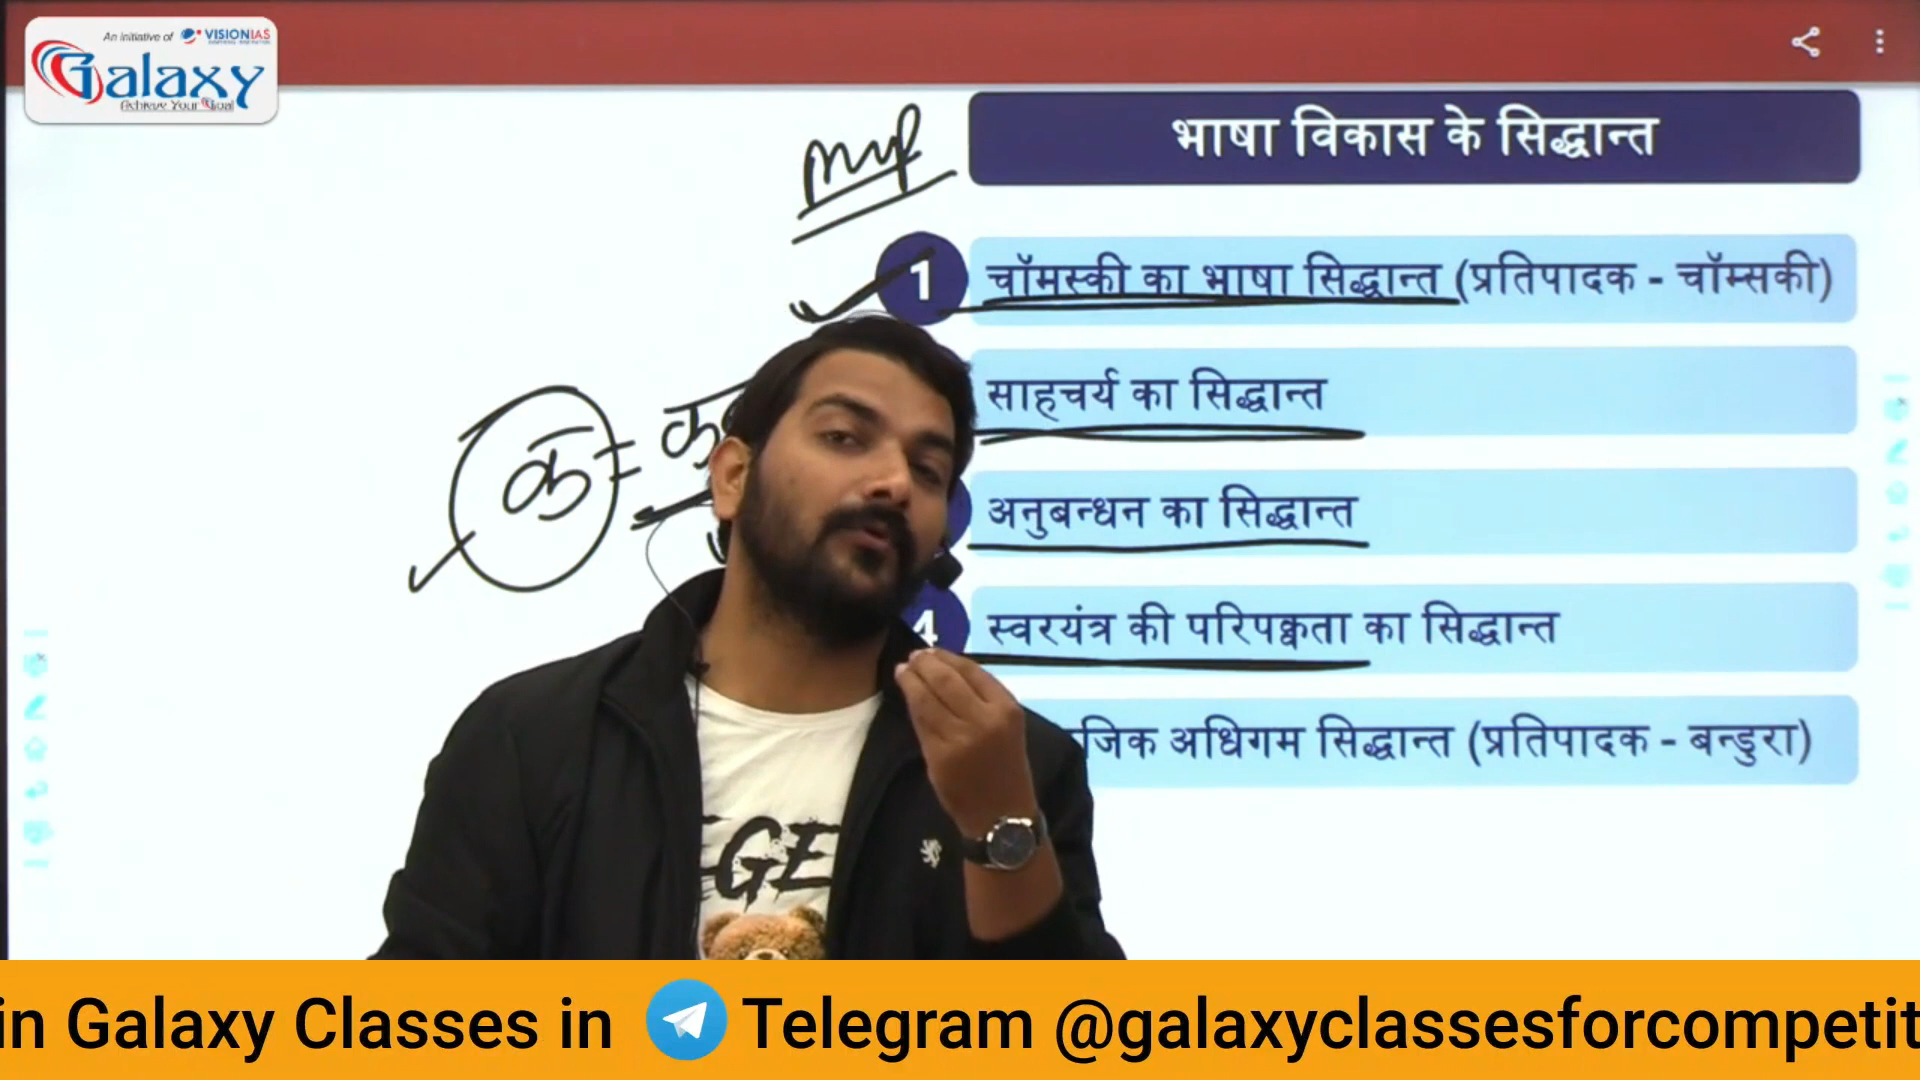 An initiative of VISIONIAS
Galaxy
Achieve Your Goal
भाषा विकास के सिद्धान्त
1 चॉमस्की का भाषा सिद्धान्त (प्रतिपादक - चॉम्सकी)
साहचर्य का सिद्धान्त
क =
अनुबन्धन का सिद्धान्त
4 स्वरयंत्र की परिपक्वता का सिद्धान्त
जिक अधिगम सिद्धान्त (प्रतिपादक - बन्डुरा)
GE
in Galaxy Classes in Telegram @galaxyclassesforcompetit